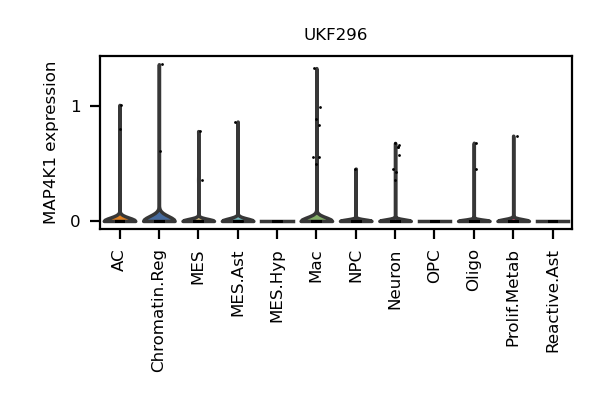 UKF296
MAP4K1 expression
1
0
AC
Chromatin.Reg
MES
MES.Ast
MES.Hyp
Mac
NPC
Neuron
OPC
Oligo
Prolif.Metab
Reactive.Ast